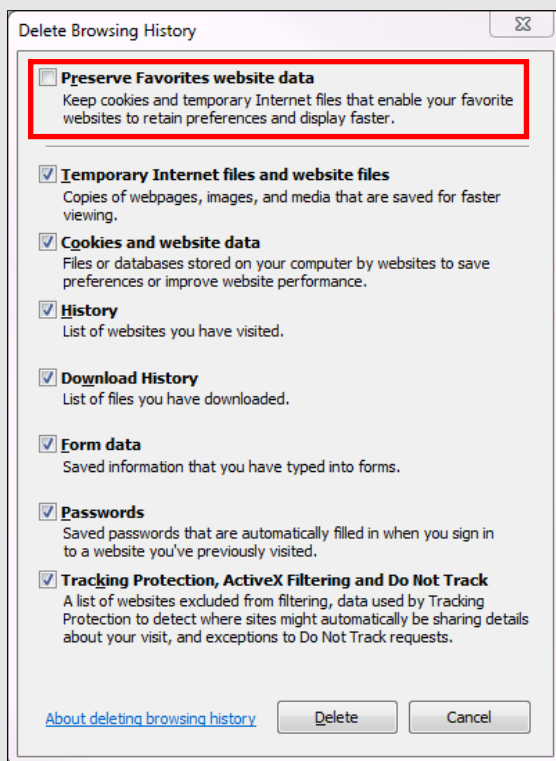 Delete Browsing History
Preserve Favorites website data
Keep cookies and temporary Internet files that enable your favorite
websites to retain preferences and display faster.
Temporary Internet files and website files
Copies of webpages, images, and media that are saved for faster
viewing.
Cookies and website data
Files or databases stored on your computer by websites to save
preferences or improve website performance.
History
List of websites you have visited.
Download History
List of files you have downloaded.
Form data
Saved information that you have typed into forms.
Passwords
Saved passwords that are automatically filled in when you sign in
to a website you've previously visited.
Tracking Protection, ActiveX Filtering and Do Not Track
A list of websites excluded from filtering, data used by Tracking
Protection to detect where sites might automatically be sharing details
about your visit, and exceptions to Do Not Track requests.
About deleting browsing history Delete Cancel